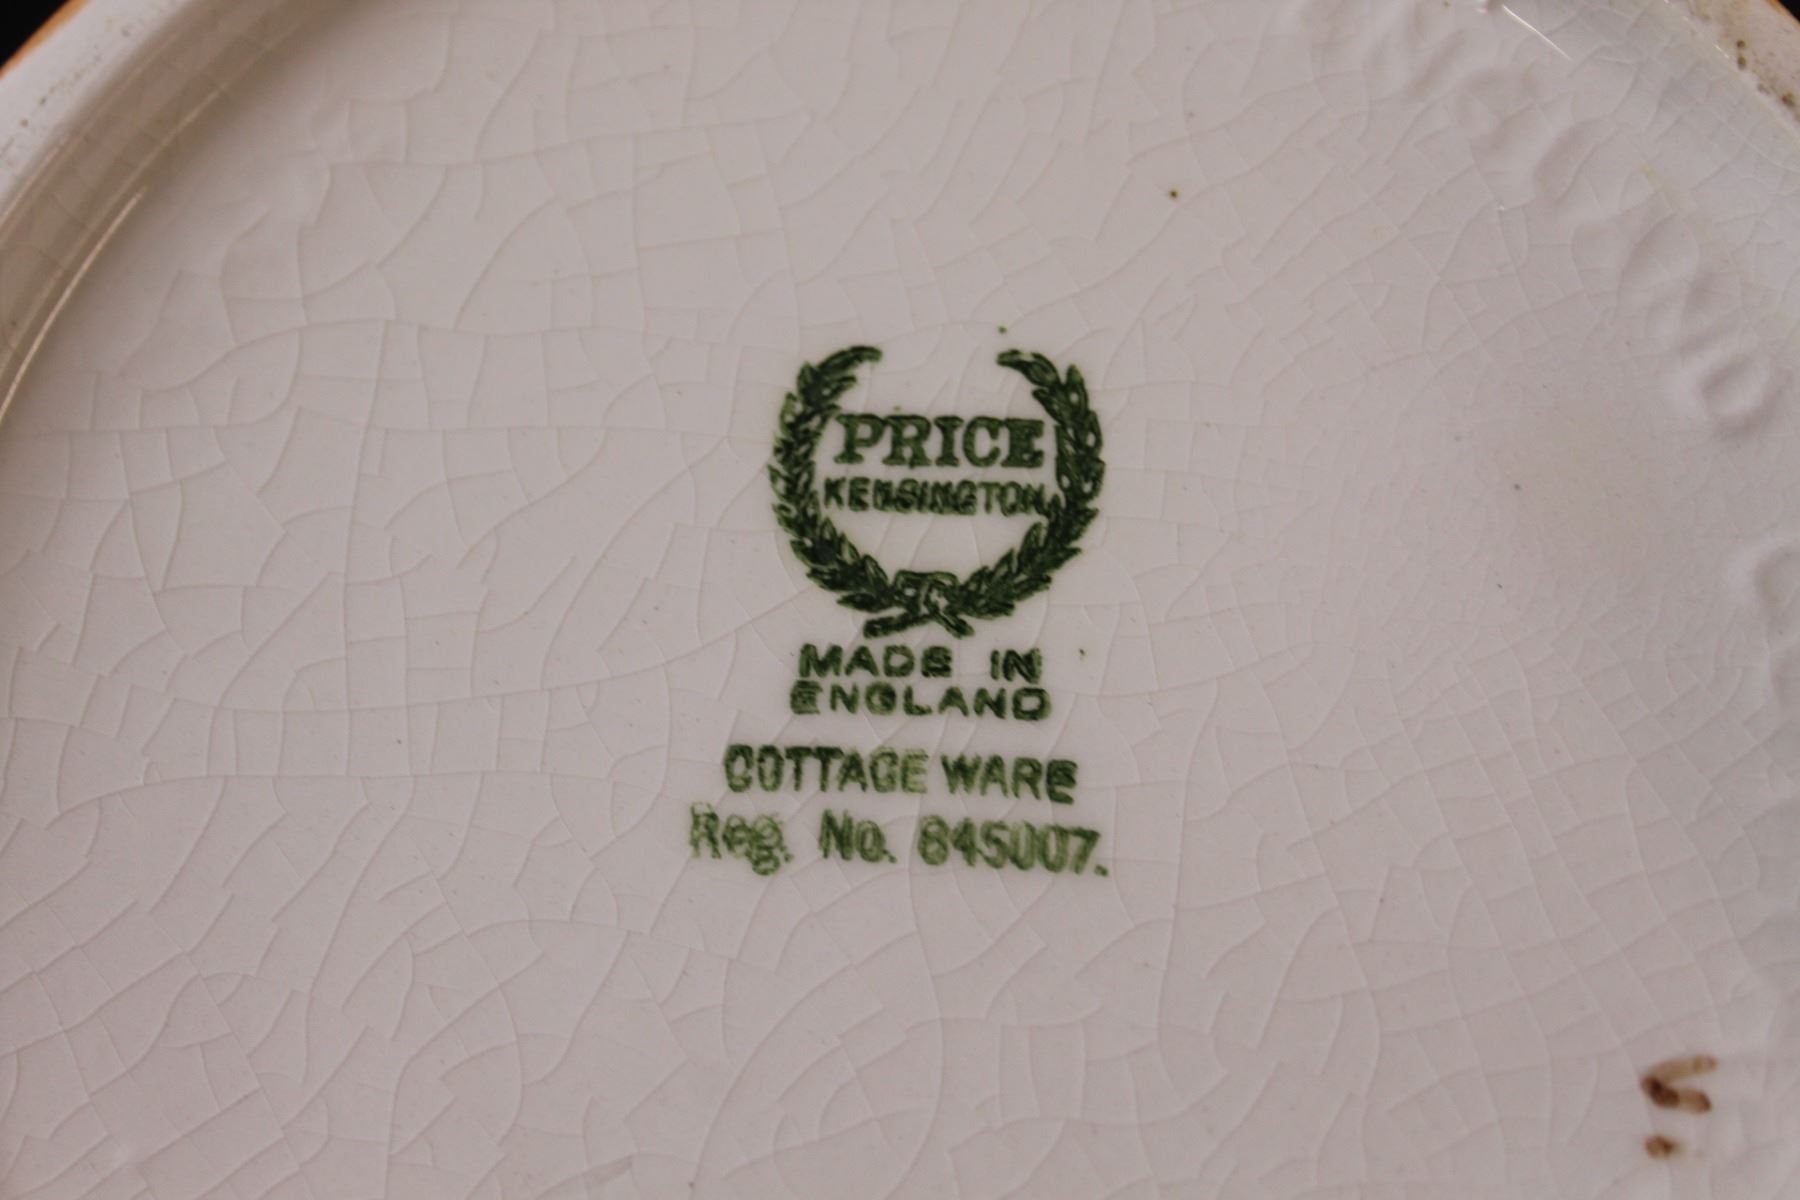 PRICE
KENSINGTON
MADE IN
ENGLAND
COTTAGE WARE
Reg. No. 845007.